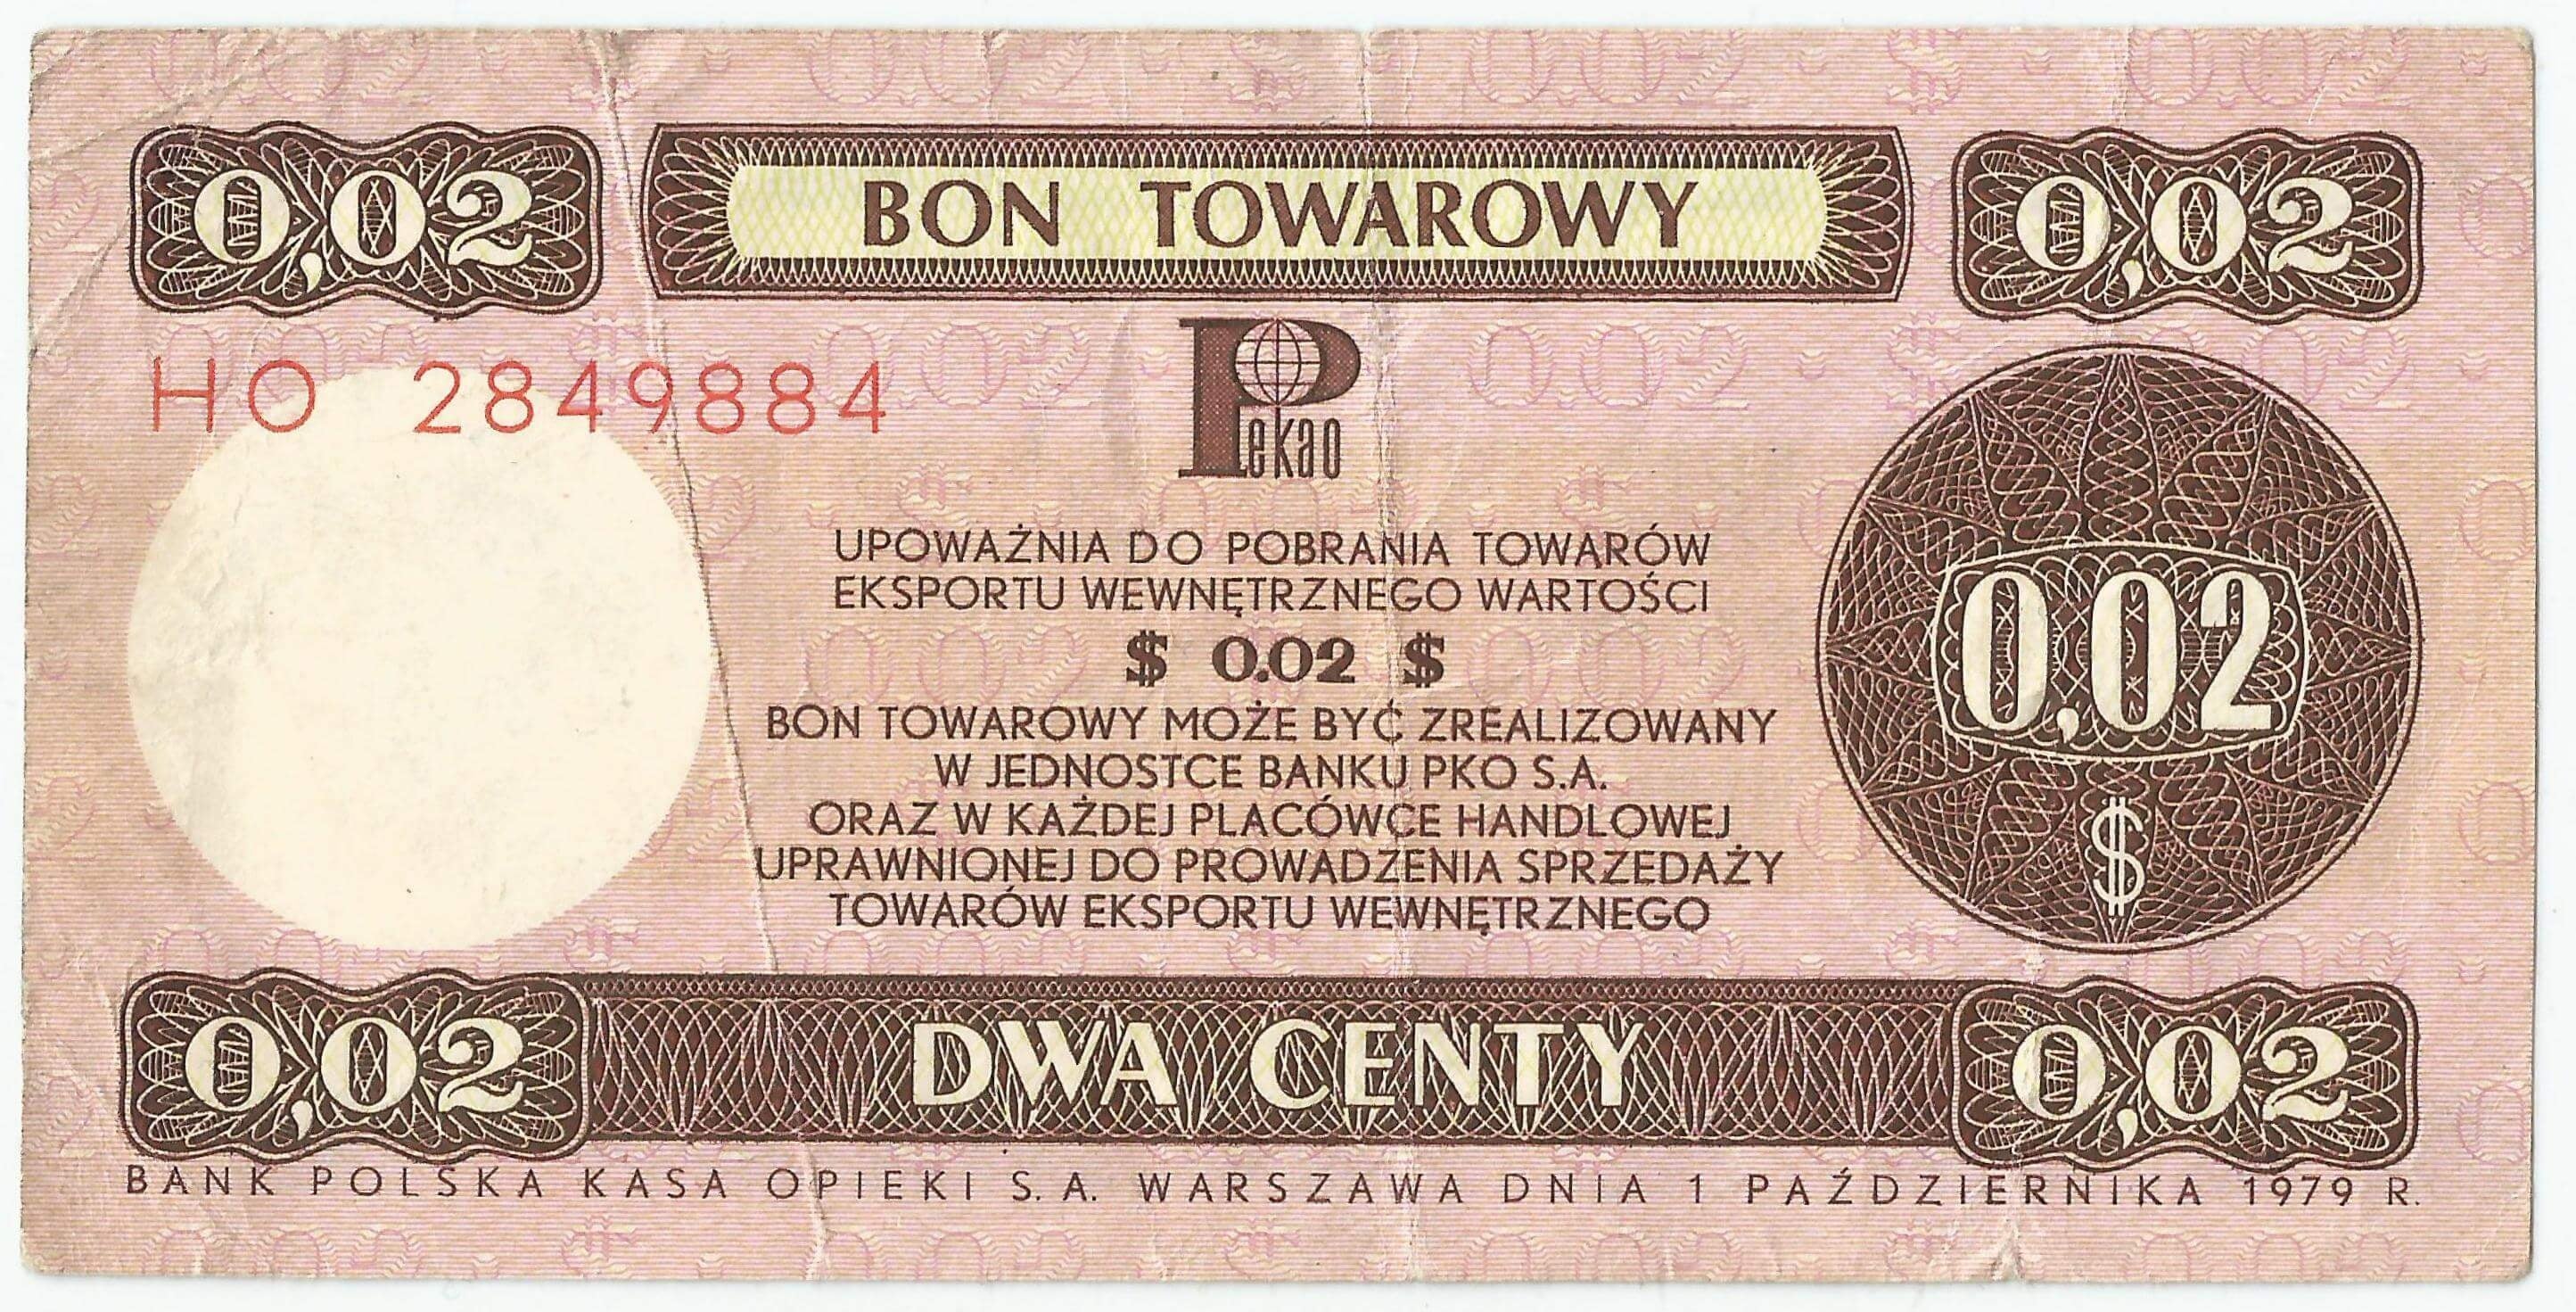 0,02 BON TOWAROWY 0,02
HO 2849884
Pekao
UPOWAŻNIA DO POBRANIA TOWARÓW
EKSPORTU WEWNĘTRZNEGO WARTOŚCI
$ 0.02 $
0,02
$
BON TOWAROWY MOŻE BYĆ ZREALIZOWANY
W JEDNOSTCE BANKU PKO S.A.
ORAZ W KAŻDEJ PLACÓWCE HANDLOWEJ
UPRAWNIONEJ DO PROWADZENIA SPRZEDAŻY
TOWARÓW EKSPORTU WEWNĘTRZNEGO
0,02 DWA CENTY 0,02
BANK POLSKA KASA OPIEKI S.A. WARSZAWA DNIA 1 PAŹDZIERNIKA 1979 R.